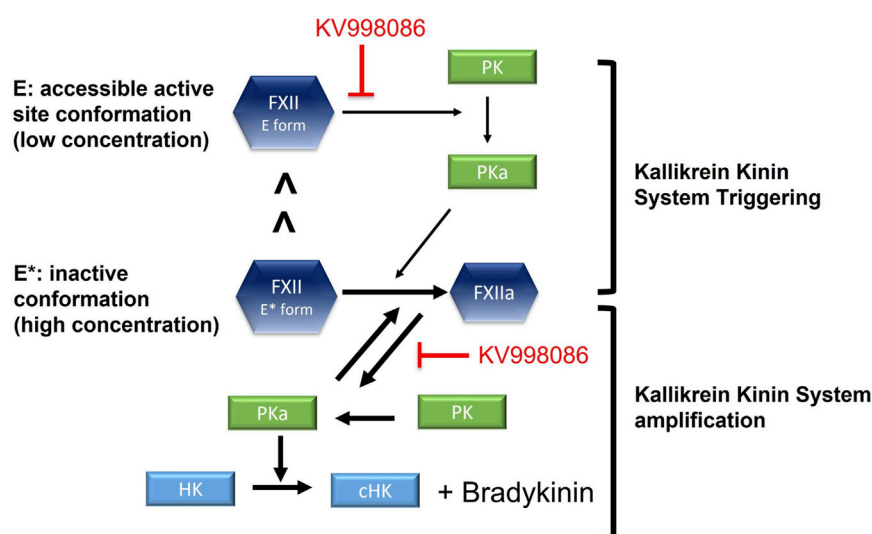 KV998086
PK
E: accessible active
site conformation
(low concentration)
FXII
E form
PKa
Kallikrein Kinin
System Triggering
E*: inactive
conformation
(high concentration)
FXII
E* form
FXIIa
KV998086
Kallikrein Kinin System
amplification
PKa
PK
HK
cHK
+ Bradykinin